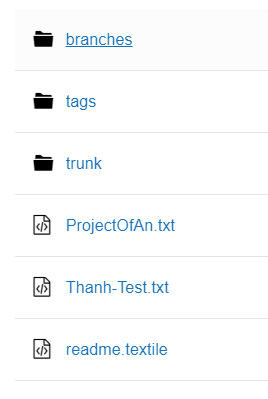 branches
tags
trunk
ProjectOfAn.txt
Thanh-Test.txt
readme.textile